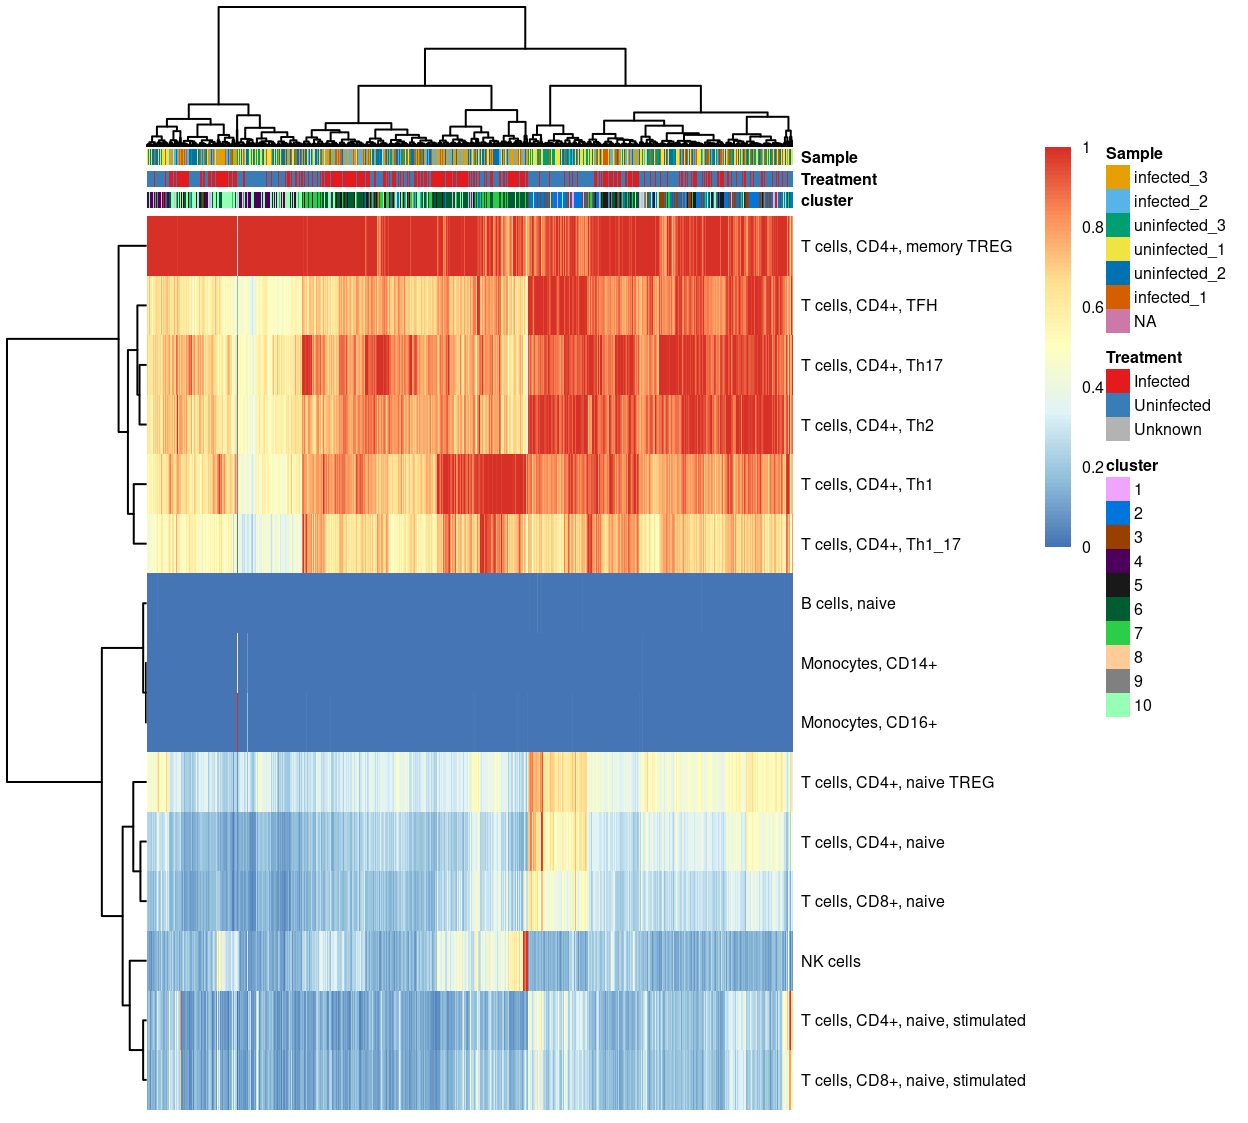 Sample
Treatment
cluster
T cells, CD4+, memory TREG
T cells, CD4+, TFH
T cells, CD4+, Th17
T cells, CD4+, Th2
T cells, CD4+, Th1
T cells, CD4+, Th1_17
B cells, naive
Monocytes, CD14+
Monocytes, CD16+
T cells, CD4+, naive TREG
T cells, CD4+, naive
T cells, CD8+, naive
NK cells
T cells, CD4+, naive, stimulated
T cells, CD8+, naive, stimulated
1
0.8
0.6
0.4
0.2
0
Sample
infected_3
infected_2
uninfected_3
uninfected_1
uninfected_2
infected_1
NA
Treatment
Infected
Uninfected
Unknown
cluster
1
2
3
4
5
6
7
8
9
10